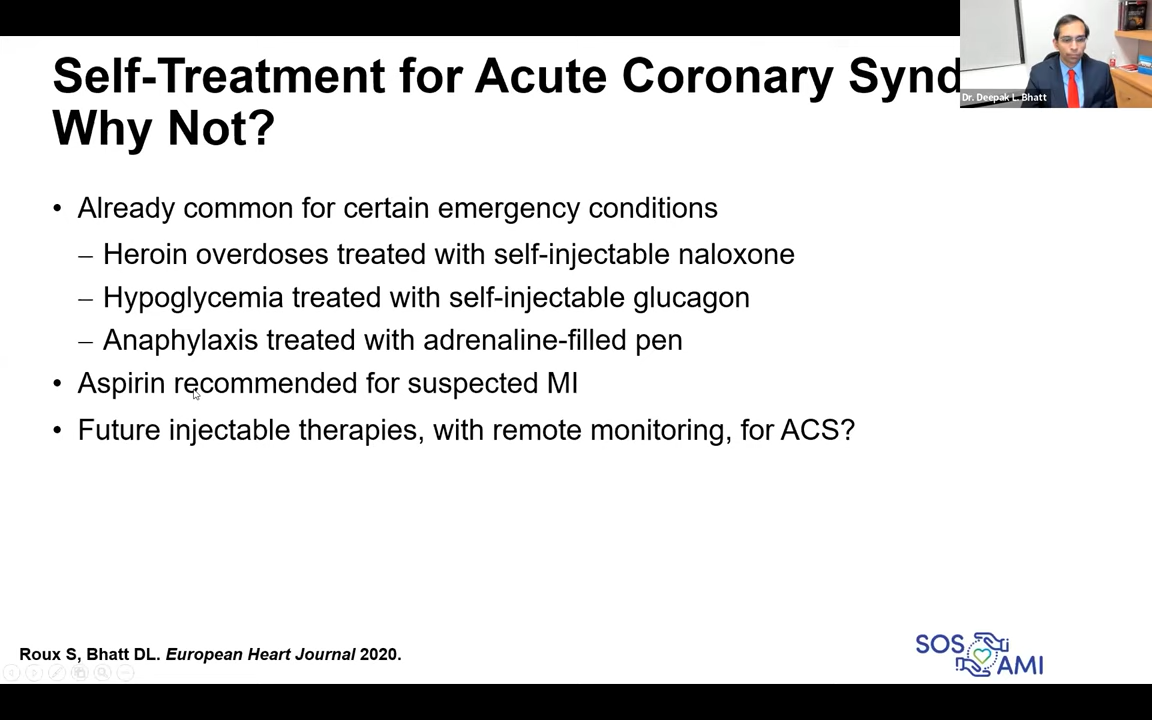 Self-Treatment for Acute Coronary Synd
Why Not?
Dr. Deepak L. Bhatt
• Already common for certain emergency conditions
– Heroin overdoses treated with self-injectable naloxone
– Hypoglycemia treated with self-injectable glucagon
– Anaphylaxis treated with adrenaline-filled pen
• Aspirin recommended for suspected MI
• Future injectable therapies, with remote monitoring, for ACS?
Roux S, Bhatt DL. European Heart Journal 2020.
SOS
AMI